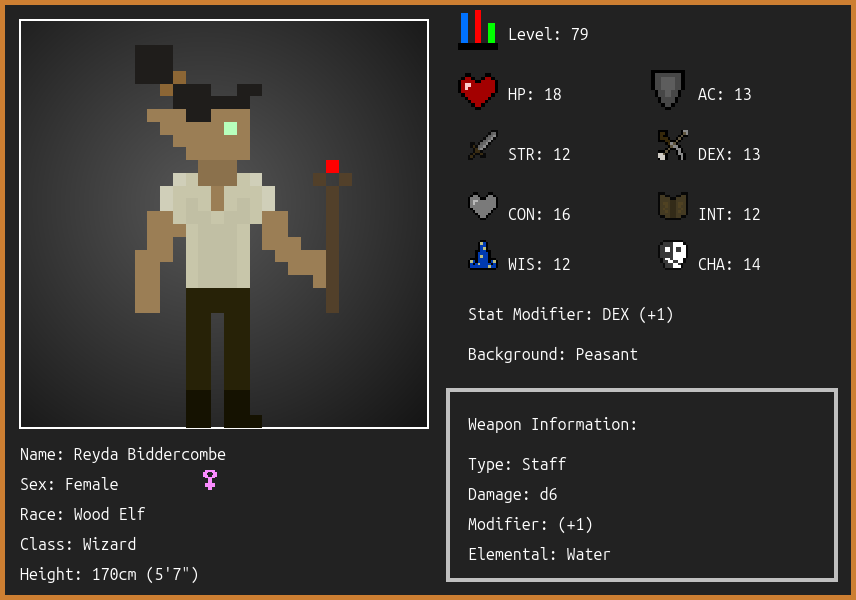 Level: 79
HP: 18
AC: 13
STR: 12
DEX: 13
CON: 16
INT: 12
WIS: 12
CHA: 14
Stat Modifier: DEX (+1)
Background: Peasant
Weapon Information:
Type: Staff
Damage: d6
Modifier: (+1)
Elemental: Water
Name: Reyda Biddercombe
Sex: Female
Race: Wood Elf
Class: Wizard
Height: 170cm (5'7")